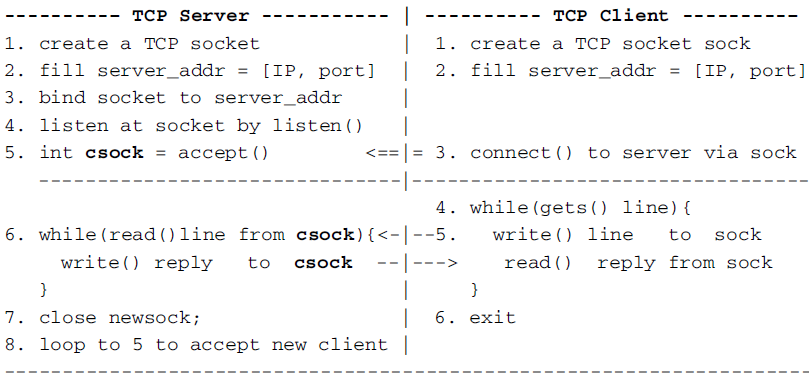 ---------- TCP Server ----------- | ---------- TCP Client ----------
1. create a TCP socket            |  1. create a TCP socket sock
2. fill server_addr = [IP, port]  |  2. fill server_addr = [IP, port]
3. bind socket to server_addr     |
4. listen at socket by listen()   |
5. int csock = accept()        <==|= 3. connect() to server via sock
   -------------------------------|----------------------------------
                                     4. while(gets() line){
6. while(read()line from csock){<-|--5.   write() line   to  sock
     write() reply   to  csock  --|--->    read()  reply from sock
   }                              |     }
7. close newsock;                 |  6. exit
8. loop to 5 to accept new client |
----------------------------------------------------------------------